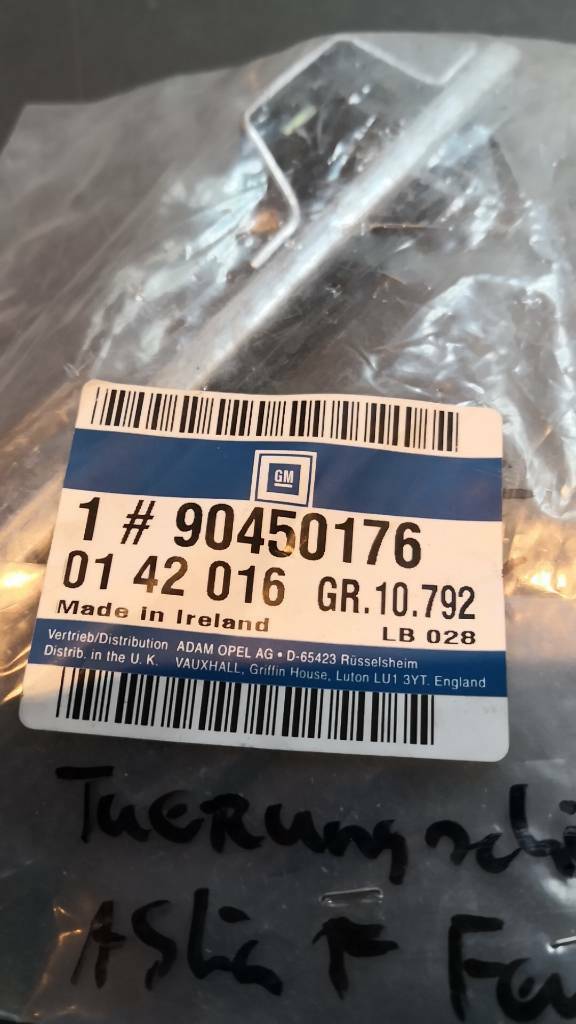 GM
1 # 90450176
01 42 016 GR.10.792
Made in Ireland LB 028
Vertrieb/Distribution ADAM OPEL AG • D-65423 Rüsselsheim
Distrib. in the U. K. VAUXHALL, Griffin House, Luton LU1 3YT. England
ASTRA F